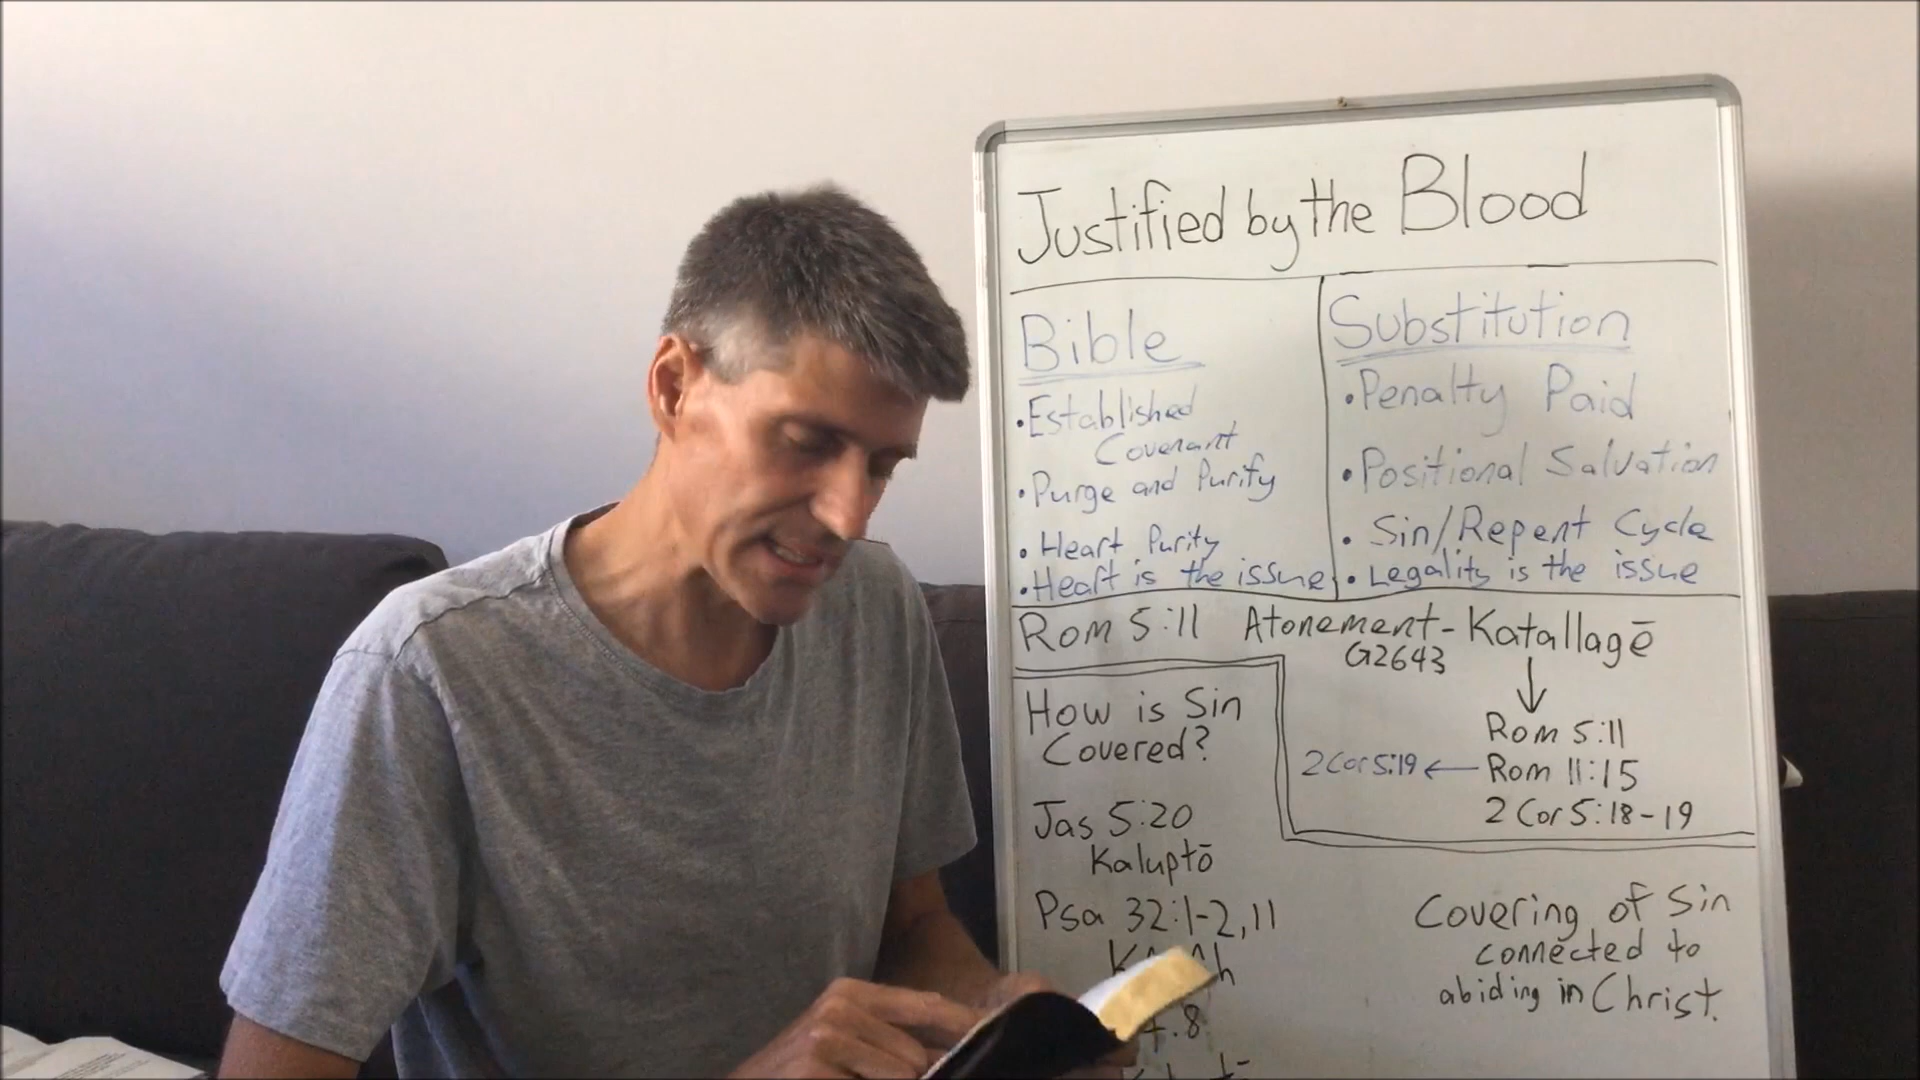 Justified by the Blood
Bible
• Established
Covenant
• Purge and Purify
• Heart Purity
• Heart is the issue
Substitution
• Penalty Paid
• Positional Salvation
• Sin/Repent Cycle
• Legality is the issue
Rom 5:11 Atonement - Katallagē
G2643
Rom 5:11
2 Cor 5:19 ← Rom 11:15
2 Cor 5:18-19
How is Sin
Covered?
Jas 5:20
Kaluptō
Psa 32:1-2,11
Covering of Sin
connected to
abiding in Christ.